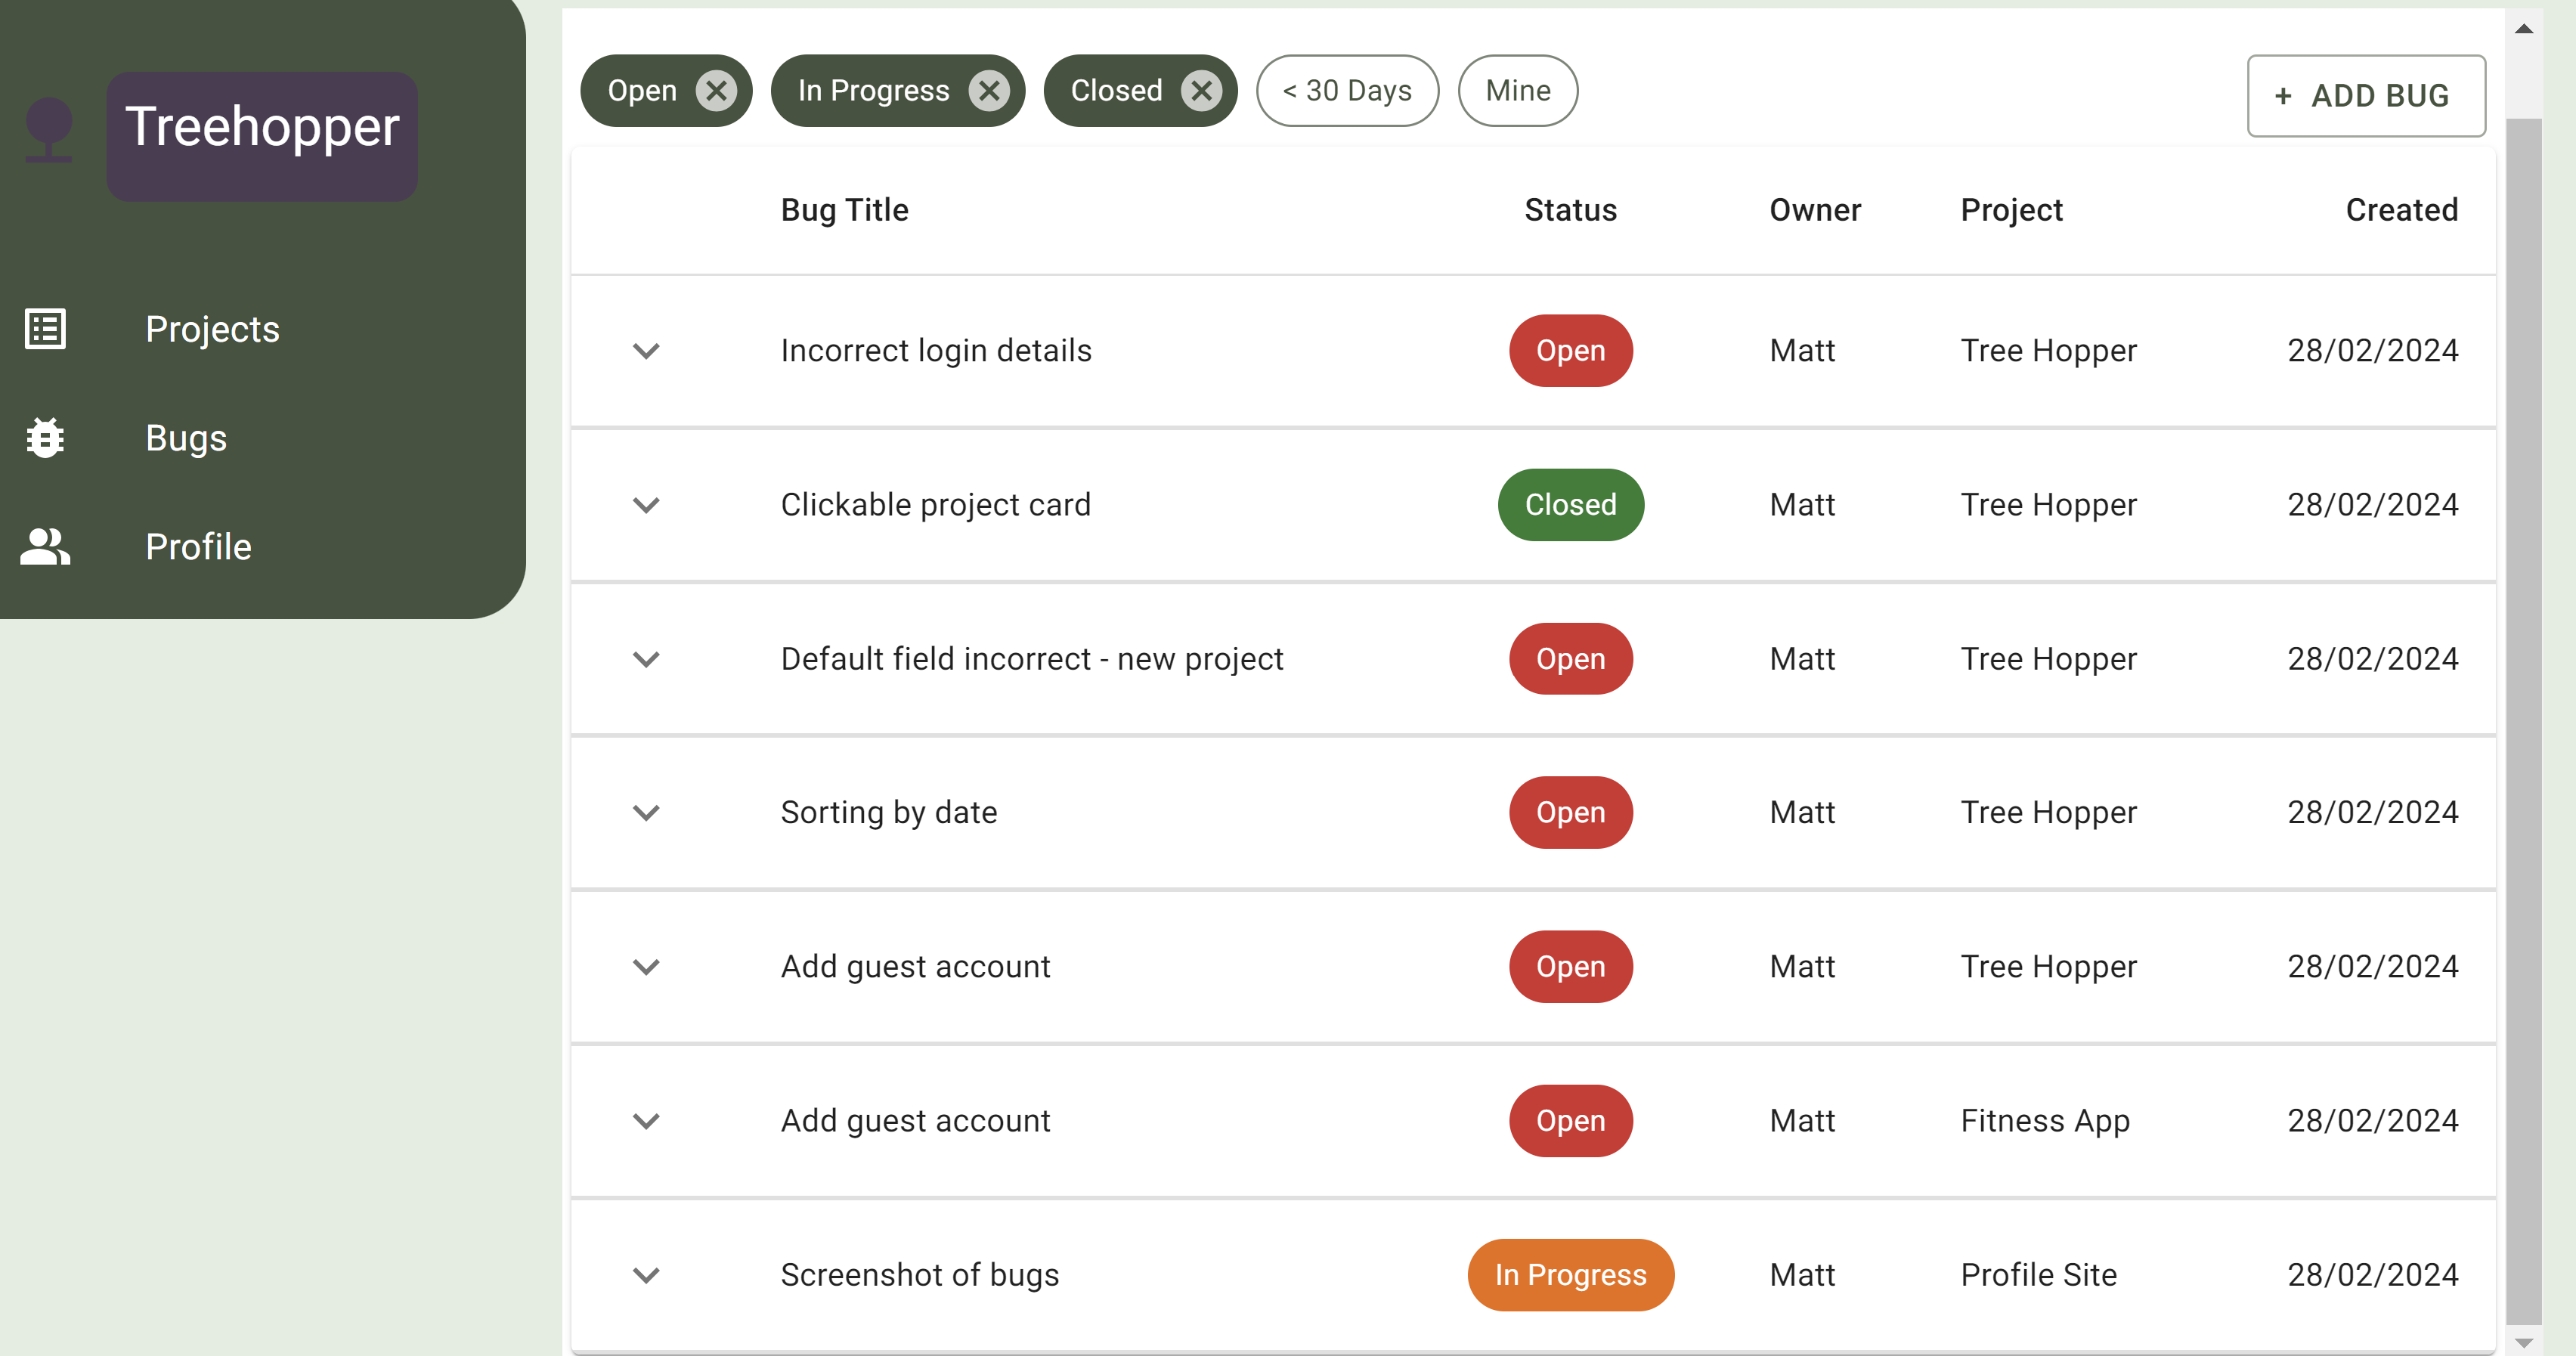 Treehopper
Projects
Bugs
Profile
Open In Progress Closed < 30 Days Mine + ADD BUG
Bug Title Status Owner Project Created
Incorrect login details Open Matt Tree Hopper 28/02/2024
Clickable project card Closed Matt Tree Hopper 28/02/2024
Default field incorrect - new project Open Matt Tree Hopper 28/02/2024
Sorting by date Open Matt Tree Hopper 28/02/2024
Add guest account Open Matt Tree Hopper 28/02/2024
Add guest account Open Matt Fitness App 28/02/2024
Screenshot of bugs In Progress Matt Profile Site 28/02/2024